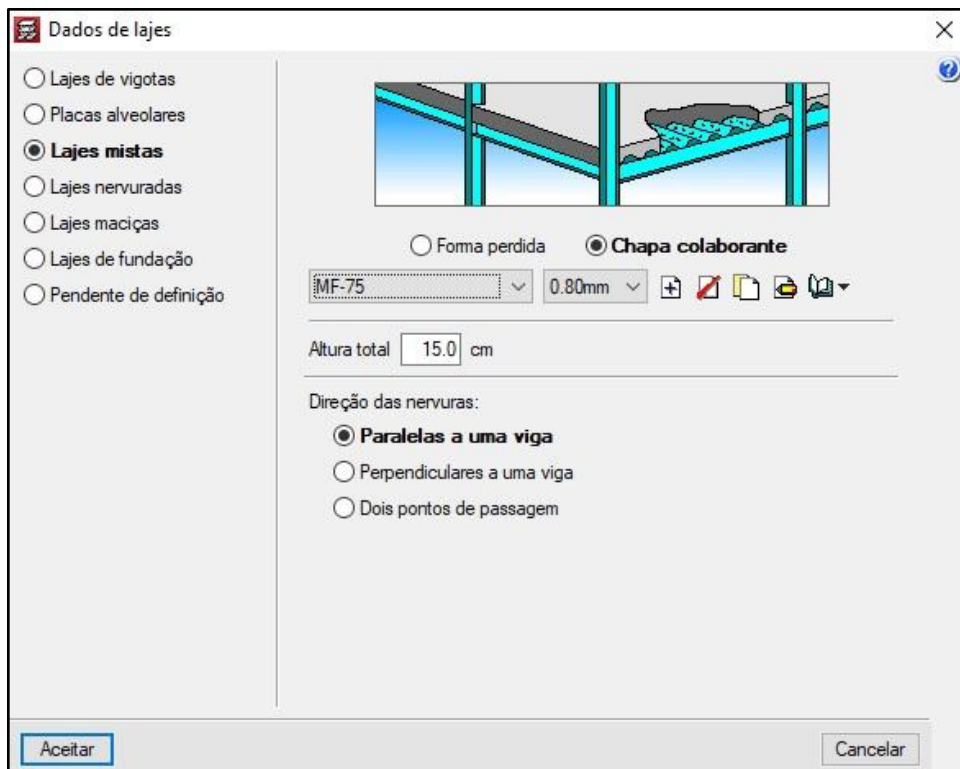 Dados de lajes
Lajes de vigotas
Placas alveolares
Lajes mistas
Lajes nervuradas
Lajes maciças
Lajes de fundação
Pendente de definição
Forma perdida Chapa colaborante
MF-75 0.80mm
Altura total 15.0 cm
Direção das nervuras:
Paralelas a uma viga
Perpendiculares a uma viga
Dois pontos de passagem
Aceitar Cancelar